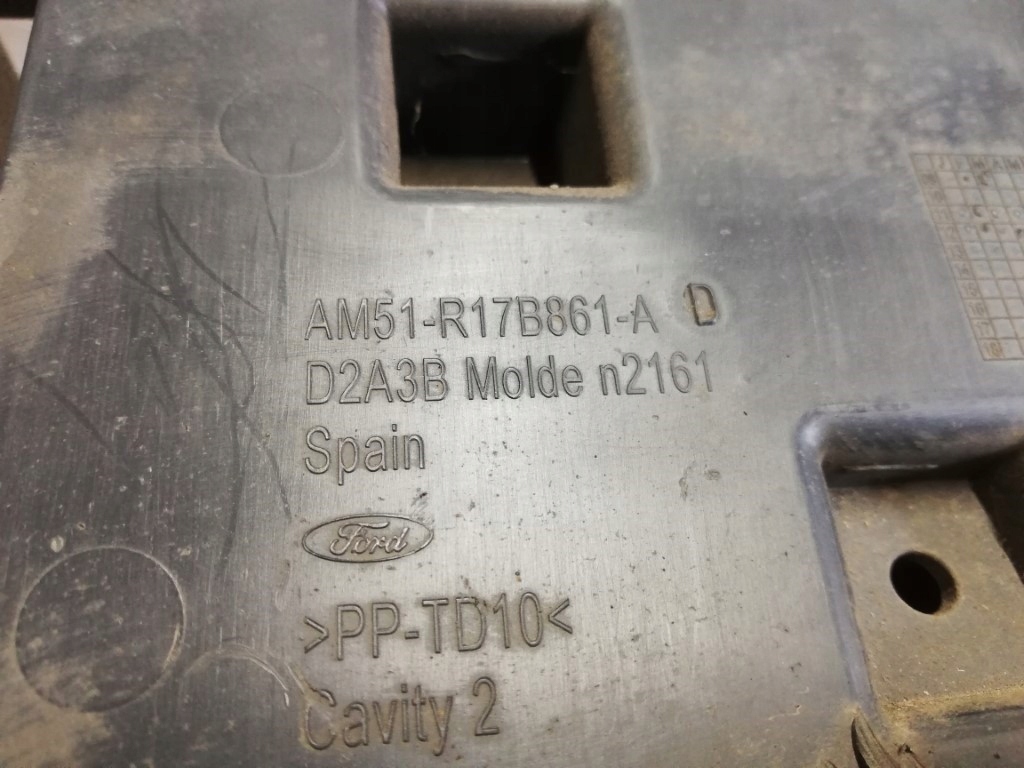 AM51-R17B861-A D
D2A3B Molde n2161
Spain
Ford
>PP-TD10<
Cavity 2